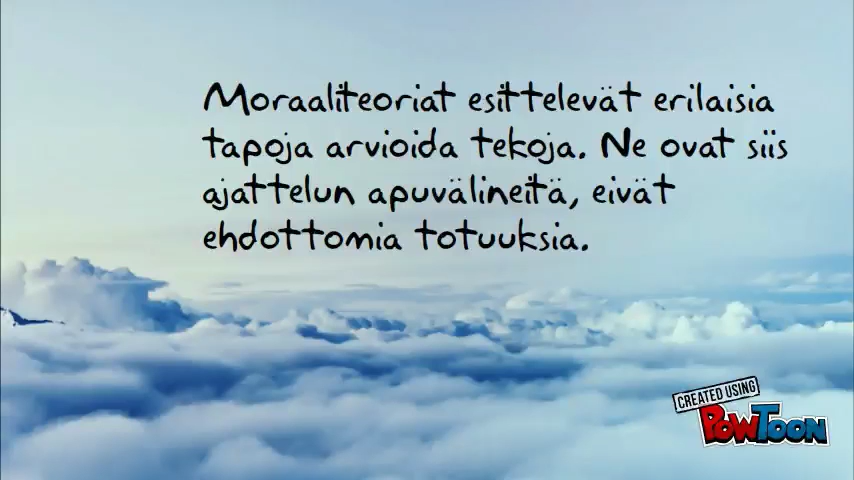 Moraaliteoriat esittelevät erilaisia
tapoja arvioida tekoja. Ne ovat siis
ajattelun apuvälineitä, eivät
ehdottomia totuuksia.
CREATED USING
POWTOON